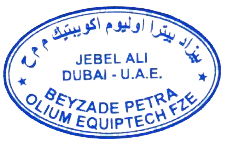 بيزاد بيترا اوليوم اكويبتيك م م ح
JEBEL ALI
DUBAI - U.A.E.
BEYZADE PETRA
OLIUM EQUIPTECH FZE